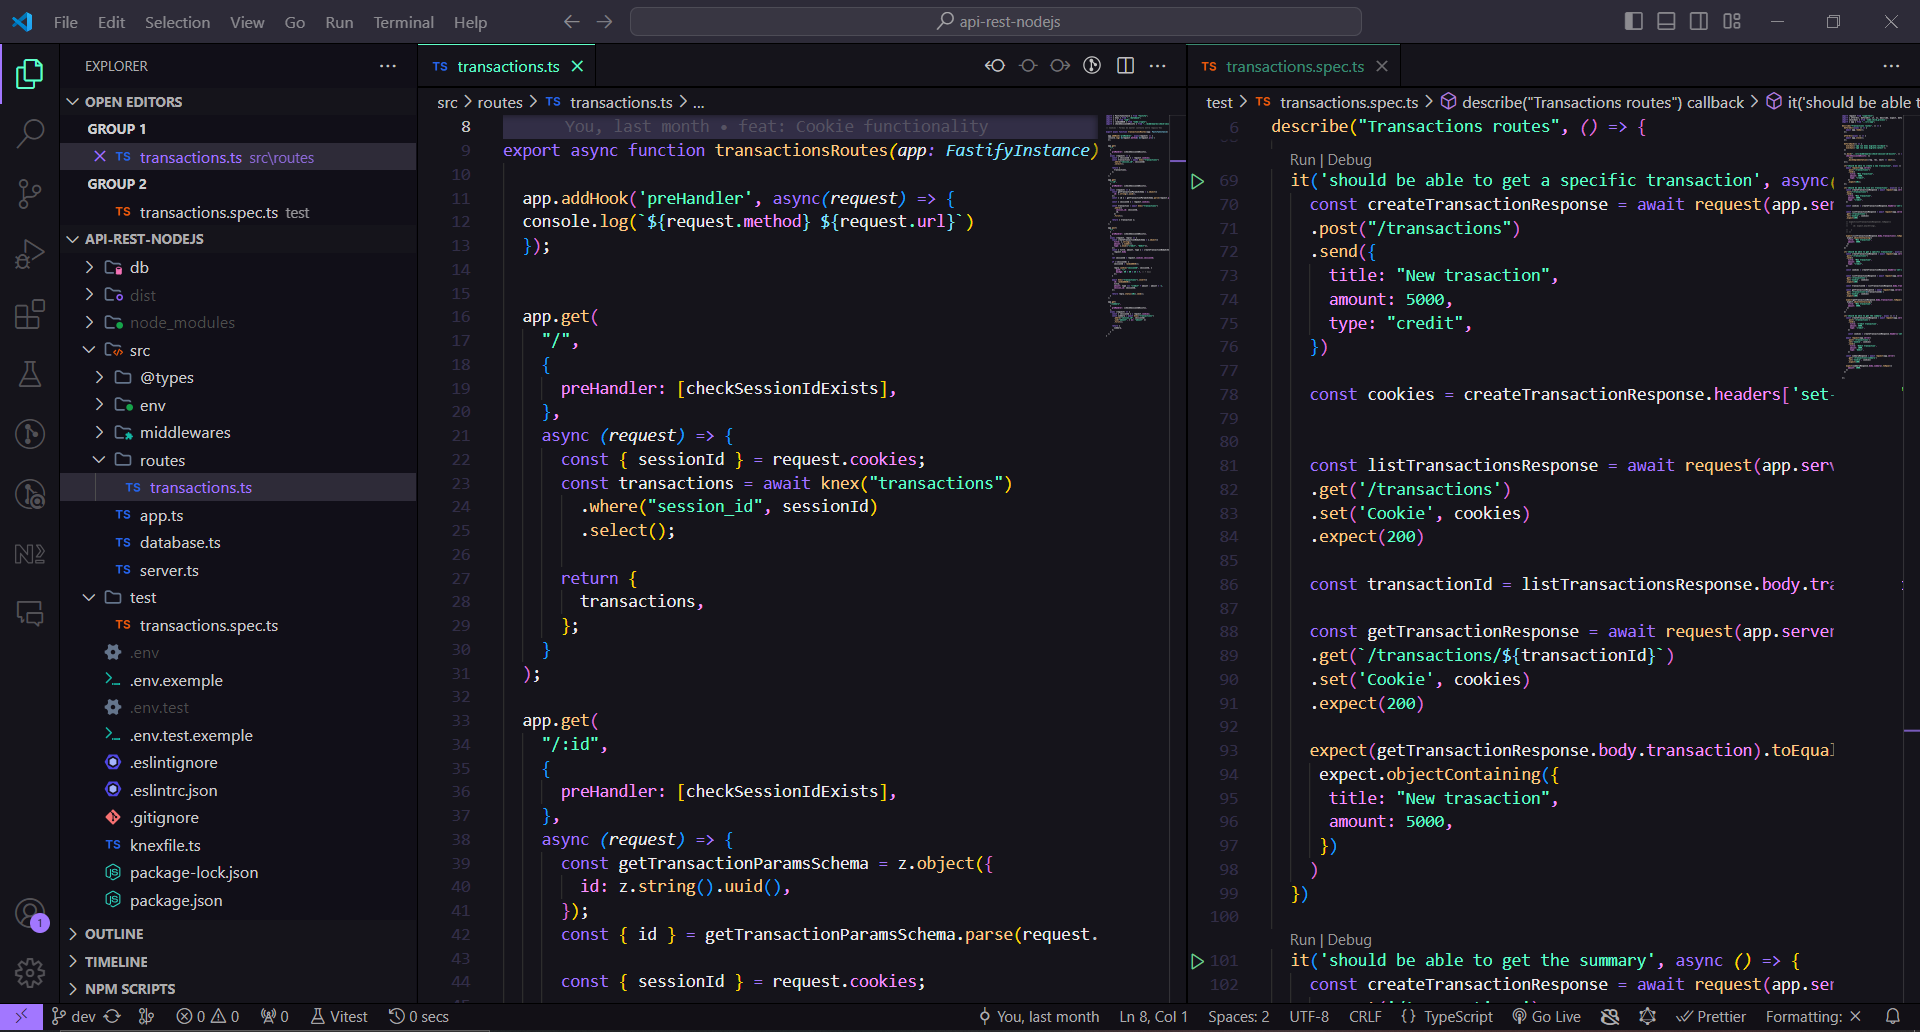 File Edit Selection View Go Run Terminal Help
api-rest-nodejs
EXPLORER
OPEN EDITORS
GROUP 1
TS transactions.ts src\routes
GROUP 2
TS transactions.spec.ts test
API-REST-NODEJS
db
dist
node_modules
src
@types
env
middlewares
routes
TS transactions.ts
TS app.ts
TS database.ts
TS server.ts
test
TS transactions.spec.ts
.env
.env.exemple
.env.test
.env.test.exemple
.eslintignore
.eslintrc.json
.gitignore
TS knexfile.ts
package-lock.json
package.json
OUTLINE
TIMELINE
NPM SCRIPTS
1
TS transactions.ts
src > routes > TS transactions.ts > ...
8 You, last month • feat: Cookie functionality
9 export async function transactionsRoutes(app: FastifyInstance)
10
11 app.addHook('preHandler', async(request) => {
12 console.log(`${request.method} ${request.url}`)
13 });
14
15
16 app.get(
17 "/",
18 {
19 preHandler: [checkSessionIdExists],
20 },
21 async (request) => {
22 const { sessionId } = request.cookies;
23 const transactions = await knex("transactions")
24 .where("session_id", sessionId)
25 .select();
26
27 return {
28 transactions,
29 };
30 }
31 );
32
33 app.get(
34 "/:id",
35 {
36 preHandler: [checkSessionIdExists],
37 },
38 async (request) => {
39 const getTransactionParamsSchema = z.object({
40 id: z.string().uuid(),
41 });
42 const { id } = getTransactionParamsSchema.parse(request.
43
44 const { sessionId } = request.cookies;
TS transactions.spec.ts
test > TS transactions.spec.ts > describe("Transactions routes") callback > it('should be able t
6 describe("Transactions routes", () => {
Run | Debug
69 it('should be able to get a specific transaction', async(
70 const createTransactionResponse = await request(app.ser
71 .post("/transactions")
72 .send({
73 title: "New trasaction",
74 amount: 5000,
75 type: "credit",
76 })
77
78 const cookies = createTransactionResponse.headers['set-
79
80
81 const listTransactionsResponse = await request(app.serv
82 .get('/transactions')
83 .set('Cookie', cookies)
84 .expect(200)
85
86 const transactionId = listTransactionsResponse.body.tra
87
88 const getTransactionResponse = await request(app.server
89 .get(`/transactions/${transactionId}`)
90 .set('Cookie', cookies)
91 .expect(200)
92
93 expect(getTransactionResponse.body.transaction).toEqual
94 expect.objectContaining({
95 title: "New trasaction",
96 amount: 5000,
97 })
98 )
99 })
100
Run | Debug
101 it('should be able to get the summary', async () => {
102 const createTransactionResponse = await request(app.ser
dev 0 0 0 Vitest 0 secs You, last month Ln 8, Col 1 Spaces: 2 UTF-8 CRLF {} TypeScript Go Live Prettier Formatting: ✕